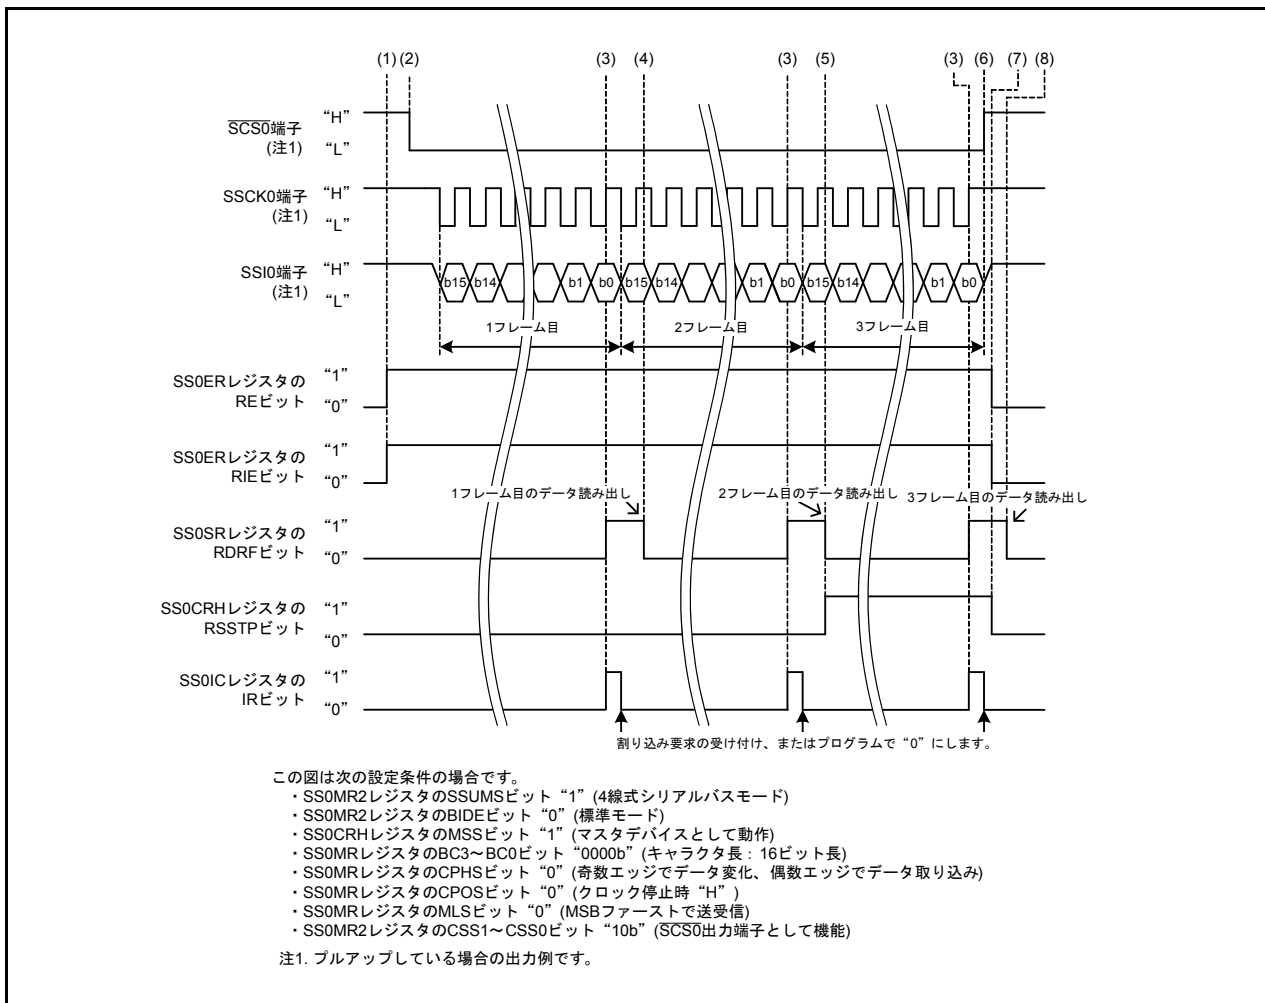 (1) (2) (3) (4) (3) (5) (3) (6) (7) (8)
SCS0端子
(注1)
“H”
“L”
SSCK0端子
(注1)
“H”
“L”
SSI0端子
(注1)
“H”
“L”
b15 b14 b1 b0 b15 b14 b1 b0 b15 b14 b1 b0
1フレーム目 2フレーム目 3フレーム目
SS0ERレジスタの
REビット
“1”
“0”
SS0ERレジスタの
RIEビット
“1”
“0”
1フレーム目のデータ読み出し 2フレーム目のデータ読み出し 3フレーム目のデータ読み出し
SS0SRレジスタの
RDRFビット
“1”
“0”
SS0CRHレジスタの
RSSTPビット
“1”
“0”
SS0ICレジスタの
IRビット
“1”
“0”
割り込み要求の受け付け、またはプログラムで“0”にします。
この図は次の設定条件の場合です。
・SS0MR2レジスタのSSUMSビット“1”(4線式シリアルバスモード)
・SS0MR2レジスタのBIDEビット“0”(標準モード)
・SS0CRHレジスタのMSSビット“1”(マスタデバイスとして動作)
・SS0MRレジスタのBC3～BC0ビット“0000b”(キャラクタ長：16ビット長)
・SS0MRレジスタのCPHSビット“0”(奇数エッジでデータ変化、偶数エッジでデータ取り込み)
・SS0MRレジスタのCPOSビット“0”(クロック停止時“H”)
・SS0MRレジスタのMLSビット“0”(MSBファーストで送受信)
・SS0MR2レジスタのCSS1～CSS0ビット“10b”(SCS0出力端子として機能)
注1. プルアップしている場合の出力例です。